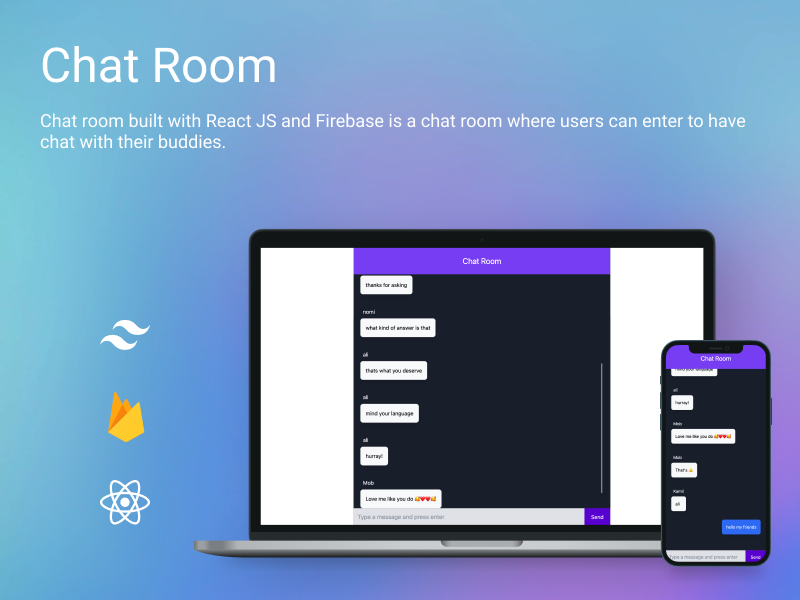 Chat Room
Chat room built with React JS and Firebase is a chat room where users can enter to have
chat with their buddies.
Chat Room
thanks for asking
nomi
what kind of answer is that
ali
thats what you deserve
ali
mind your language
ali
hurray!
Mob
Love me like you do 🥰❤️❤️🥰
Type a message and press enter
Send
Chat Room
ali
hurray!
Mob
Love me like you do 🥰❤️❤️🥰
Mob
That's 👍
Kamil
ali
hello my friends
Type a message and press enter
Send